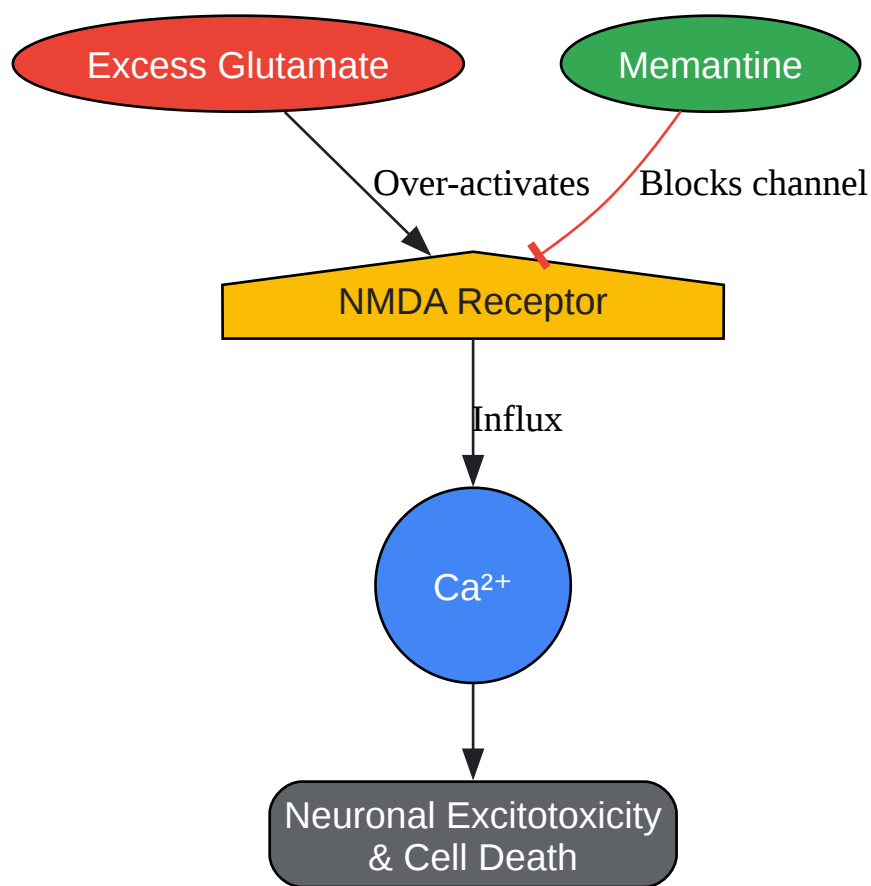 Excess Glutamate
Memantine
Over-activates
Blocks channel
NMDA Receptor
Influx
Ca²⁺
Neuronal Excitotoxicity
& Cell Death